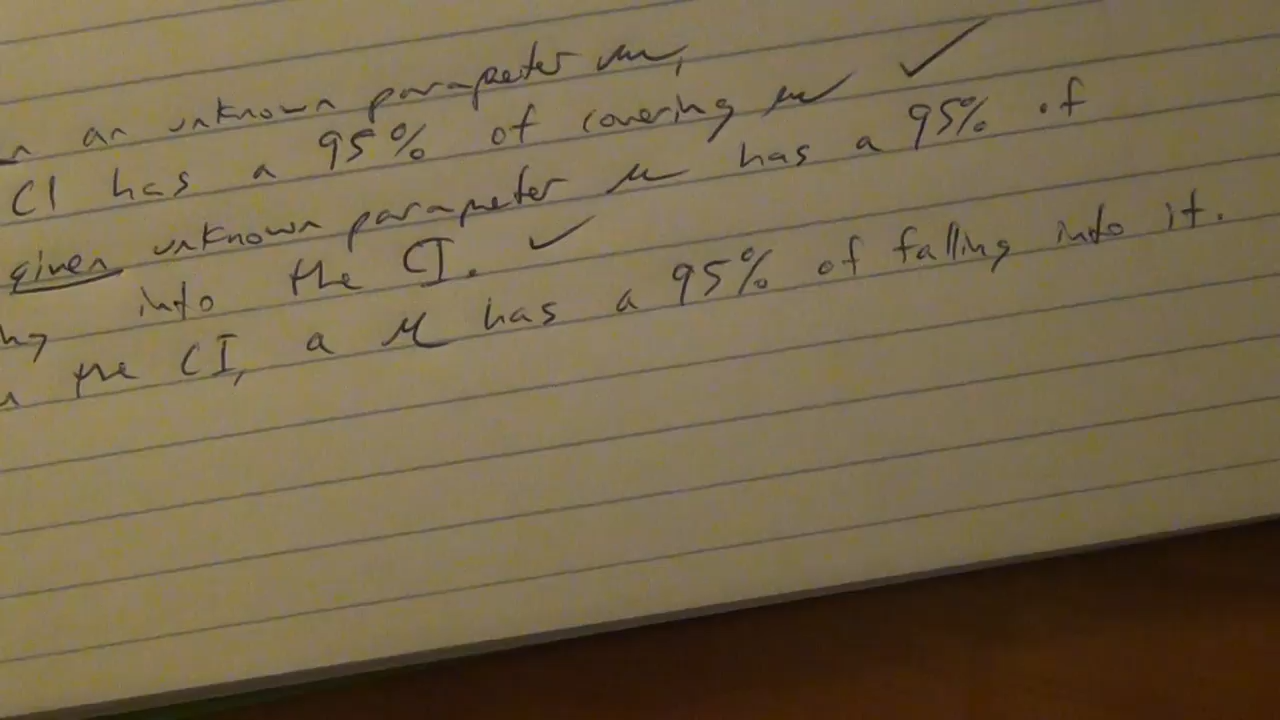 an unknown parameter μ,
CI has a 95% of covering μ ✓
given unknown parameter μ has a 95% of
into the CI. ✓
the CI, a μ has a 95% of falling into it.